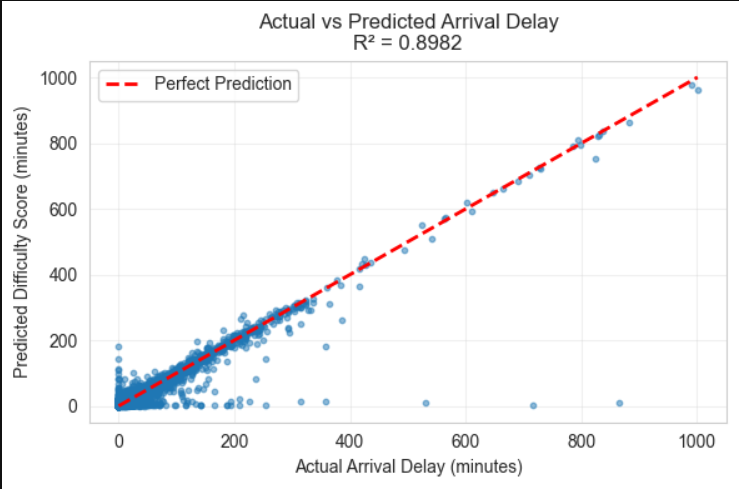 Actual vs Predicted Arrival Delay
R² = 0.8982
Perfect Prediction
Predicted Difficulty Score (minutes)
1000
800
600
400
200
0
0 200 400 600 800 1000
Actual Arrival Delay (minutes)